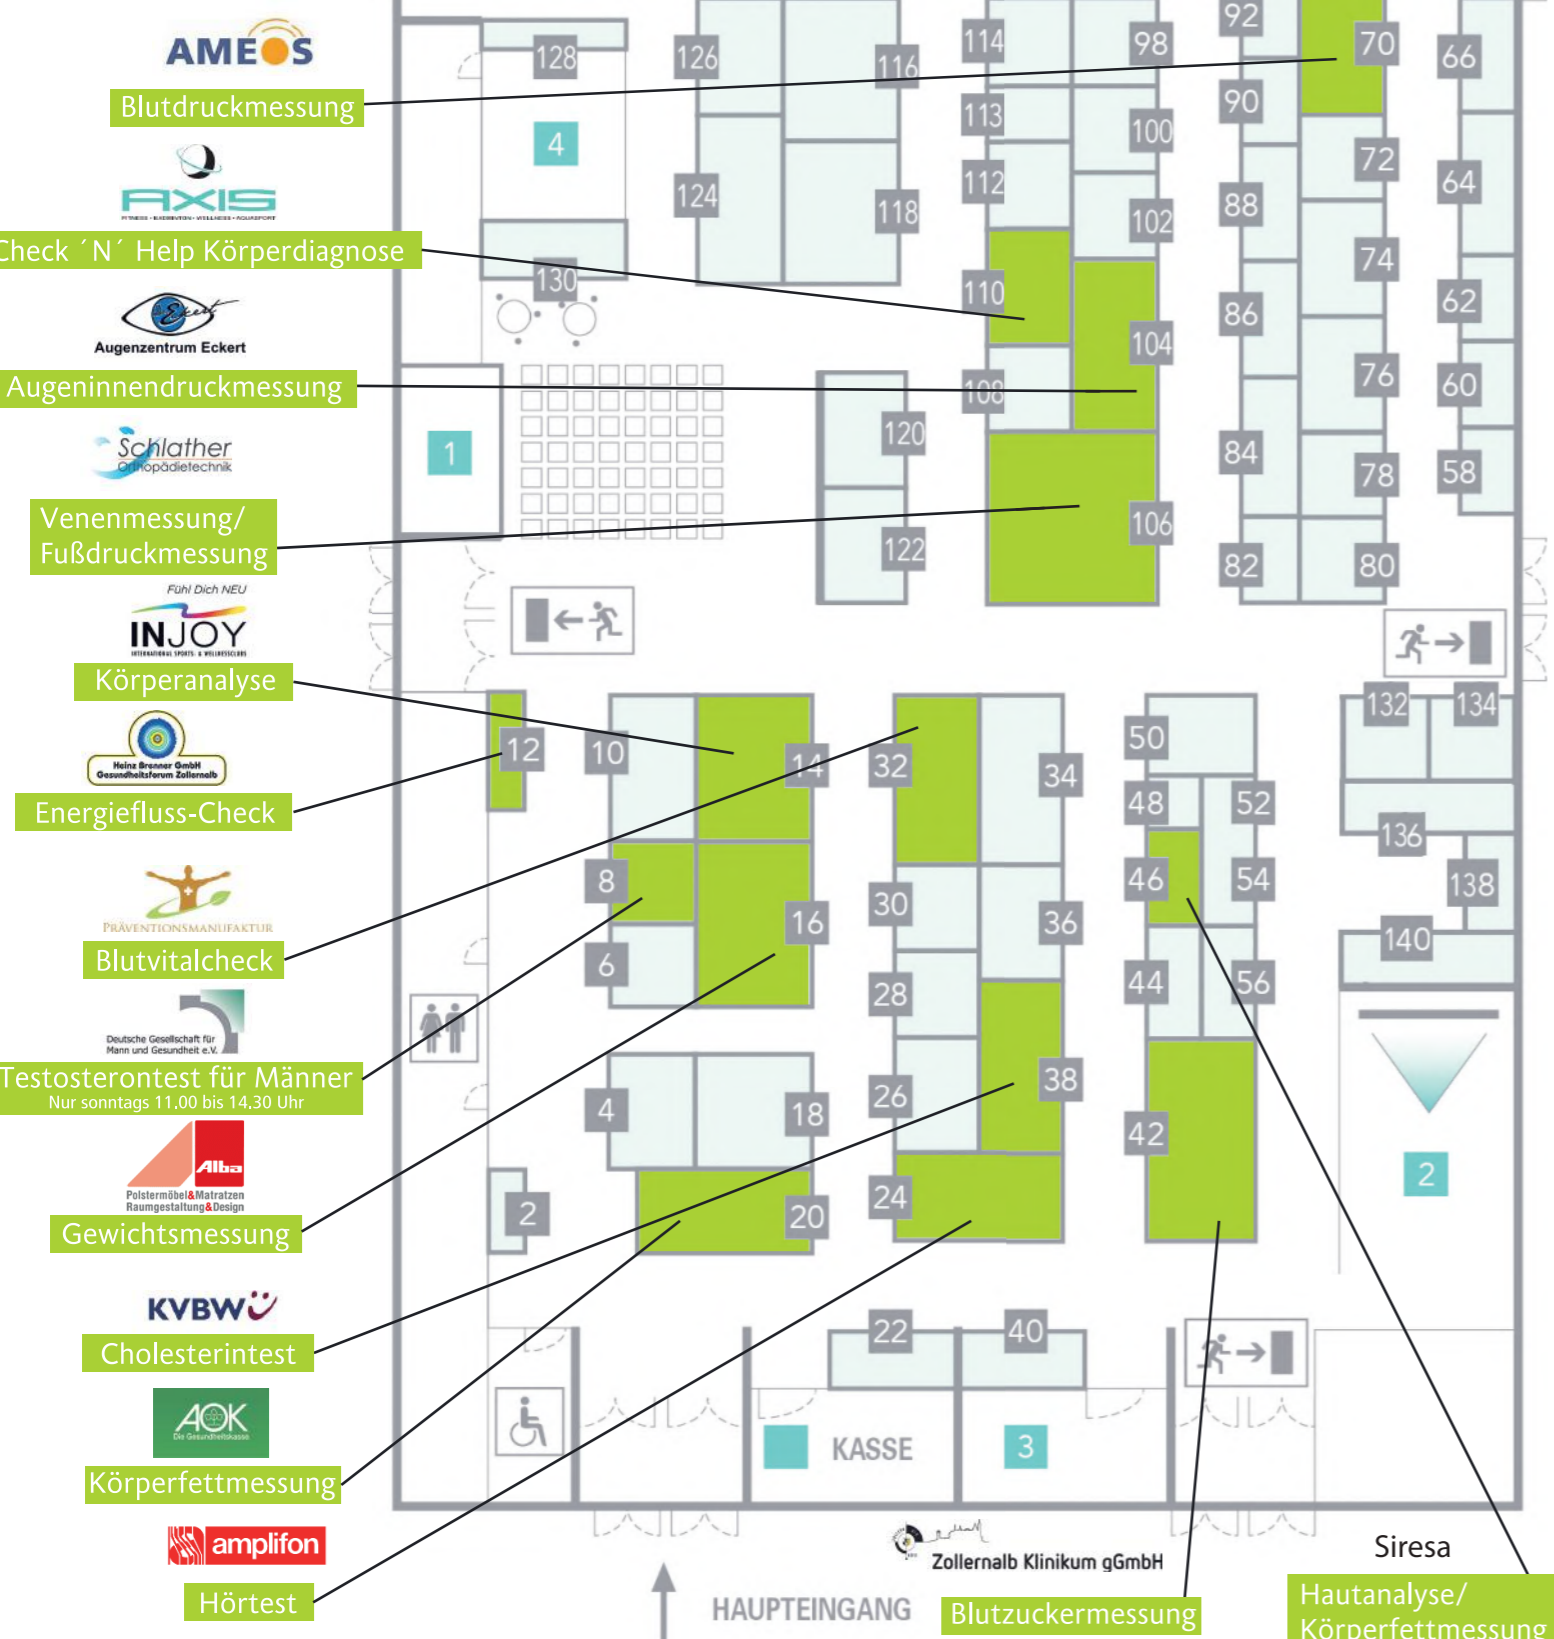 AMEOS
Blutdruckmessung
AXIS
FITNESS • BADMINTON • WELLNESS • AQUASPORT
Check ´N´ Help Körperdiagnose
Eckert
Augenzentrum Eckert
Augeninnendruckmessung
Schlather
Orthopädietechnik
Venenmessung/
Fußdruckmessung
Fühl Dich NEU
INJOY
INTERNATIONAL SPORTS- & WELLNESSCLUBS
Körperanalyse
Heinz Brenner GmbH
Gesundheitsforum Zollernalb
Energiefluss-Check
PRÄVENTIONSMANUFAKTUR
Blutvitalcheck
Deutsche Gesellschaft für
Mann und Gesundheit e.V.
Testosterontest für Männer
Nur sonntags 11.00 bis 14.30 Uhr
Alba
Polstermöbel&Matratzen
Raumgestaltung&Design
Gewichtsmessung
KVBW
Cholesterintest
AOK
Die Gesundheitskasse
Körperfettmessung
amplifon
Hörtest
128
126
116
114
98
92
70
66
4
113
100
90
72
124
118
112
102
88
64
130
110
104
86
74
62
1
120
108
84
76
60
122
106
82
78
58
80
12
10
14
32
34
50
132
134
48
52
136
8
16
30
36
46
54
138
6
28
44
56
140
4
18
26
38
42
2
2
20
24
22
40
KASSE
3
HAUPTEINGANG
Zollernalb Klinikum gGmbH
Blutzuckermessung
Siresa
Hautanalyse/
Körperfettmessung